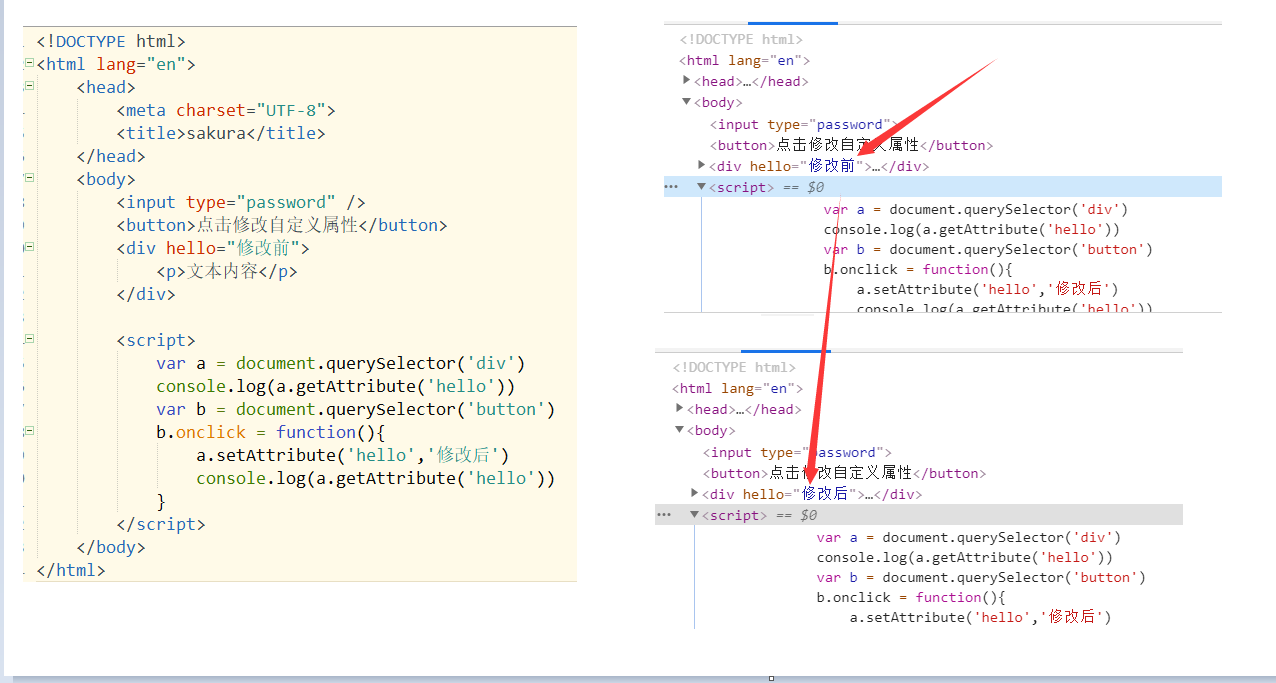 <!DOCTYPE html>
<html lang="en">
<head>
<meta charset="UTF-8">
<title>sakura</title>
</head>
<body>
<input type="password" />
<button>点击修改自定义属性</button>
<div hello="修改前">
<p>文本内容</p>
</div>
<script>
var a = document.querySelector('div')
console.log(a.getAttribute('hello'))
var b = document.querySelector('button')
b.onclick = function(){
a.setAttribute('hello','修改后')
console.log(a.getAttribute('hello'))
}
</script>
</body>
</html>
<!DOCTYPE html>
<html lang="en">
<head>…</head>
<body>
<input type="password">
<button>点击修改自定义属性</button>
<div hello="修改前">…</div>
<script> == $0
var a = document.querySelector('div')
console.log(a.getAttribute('hello'))
var b = document.querySelector('button')
b.onclick = function(){
a.setAttribute('hello','修改后')
console.log(a.getAttribute('hello'))
<!DOCTYPE html>
<html lang="en">
<head>…</head>
<body>
<input type="password">
<button>点击修改自定义属性</button>
<div hello="修改后">…</div>
<script> == $0
var a = document.querySelector('div')
console.log(a.getAttribute('hello'))
var b = document.querySelector('button')
b.onclick = function(){
a.setAttribute('hello','修改后')